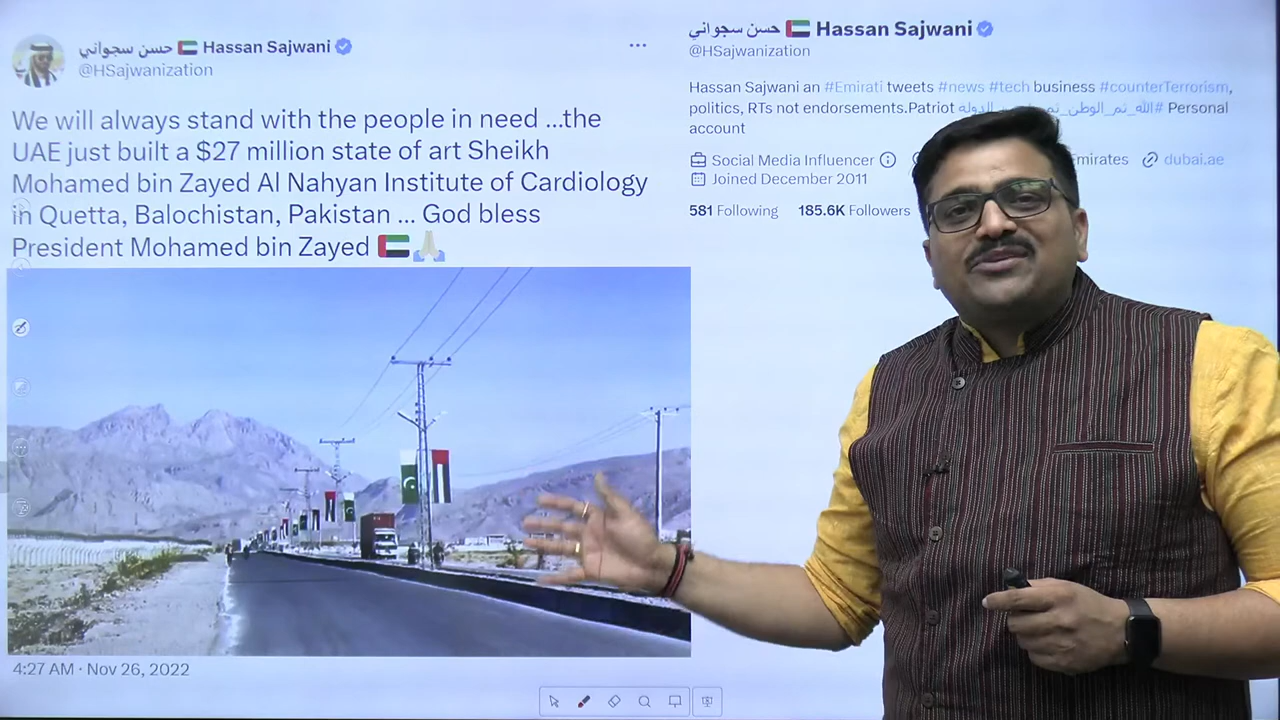 حسن سجواني 🇦🇪 Hassan Sajwani
@HSajwanization
We will always stand with the people in need ...the
UAE just built a $27 million state of art Sheikh
Mohamed bin Zayed Al Nahyan Institute of Cardiology
in Quetta, Balochistan, Pakistan ... God bless
President Mohamed bin Zayed 🇦🇪🙏🏻
4:27 AM · Nov 26, 2022
حسن سجواني 🇦🇪 Hassan Sajwani
@HSajwanization
Hassan Sajwani an #Emirati tweets #news #tech business #counterTerrorism,
politics, RTs not endorsements.Patriot #الله_ثم_الوطن_ثم Personal
account
Social Media Influencer dubai.ae
Joined December 2011
581 Following 185.6K Followers